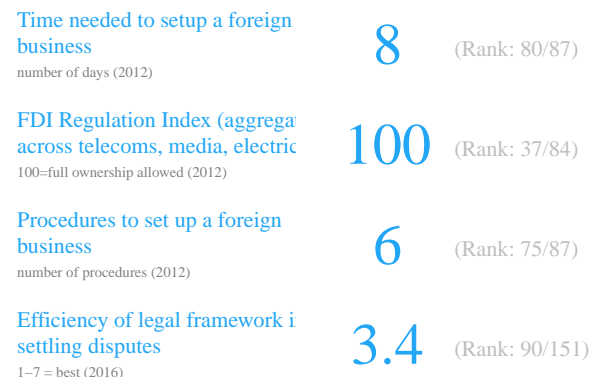 Time needed to setup a foreign
business
8
(Rank: 80/87)
number of days (2012)
FDI Regulation Index (aggregat
across telecoms, media, electric
100
(Rank: 37/84)
100=full ownership allowed (2012)
Procedures to set up a foreign
business
6
(Rank: 75/87)
number of procedures (2012)
Efficiency of legal framework i
settling disputes
3.4
(Rank: 90/151)
1–7 = best (2016)